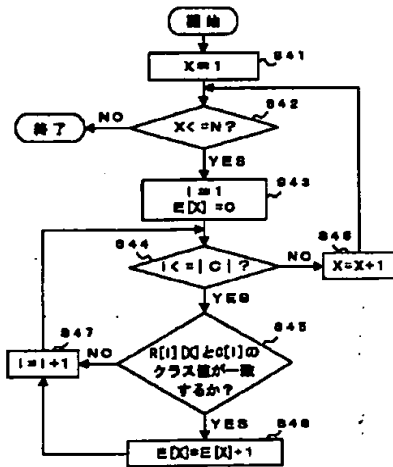 開始
X=1
S41
X<=N?
S42
NO
終了
YES
i=1
E[X]=0
S43
S44
i<=|C|?
NO
S46
X=X+1
YES
S45
R[i][X]とC[i]の
クラス値が一致
するか?
NO
S47
i=i+1
YES
S48
E[X]=E[X]+1